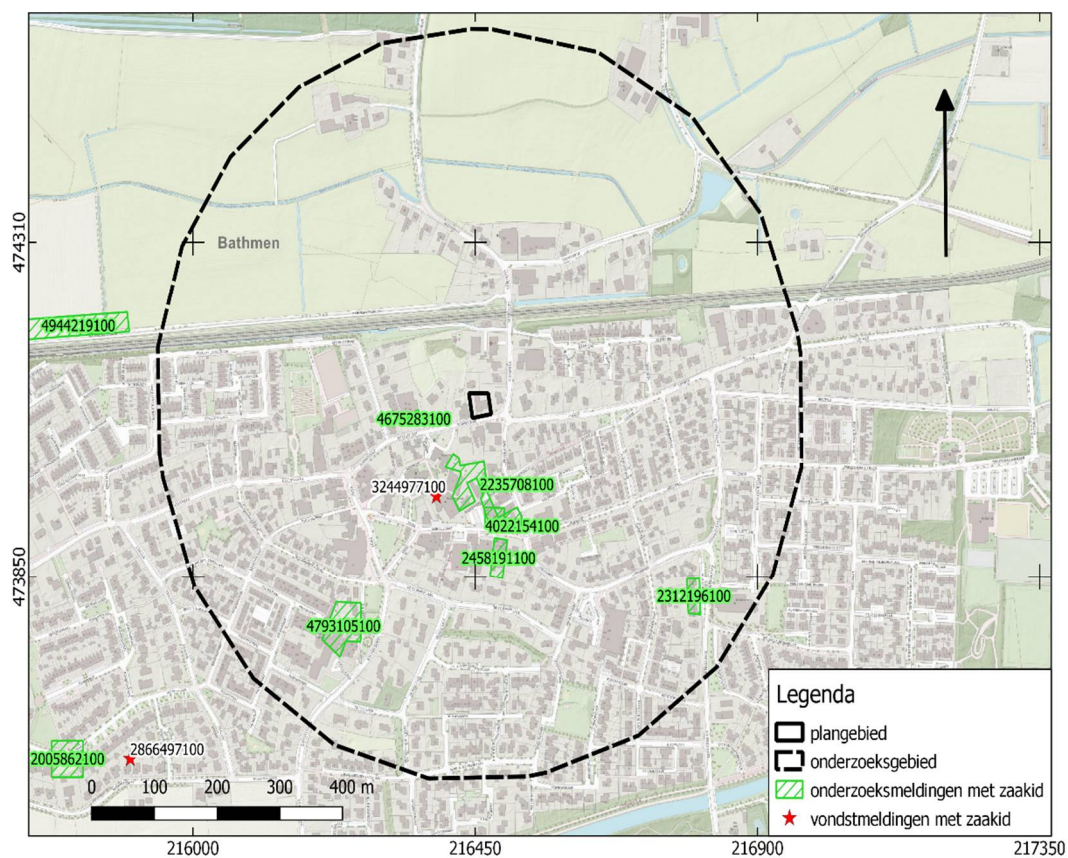 474310
Bathmen
4944219100
4675283100
3244977100
2235708100
4022154100
2458191100
473850
2312196100
4793105100
2866497100
2005862100
0 100 200 300 400 m
Legenda
plangebied
onderzoeksgebied
onderzoeksmeldingen met zaakid
vondstmeldingen met zaakid
216000 216450 216900 217350